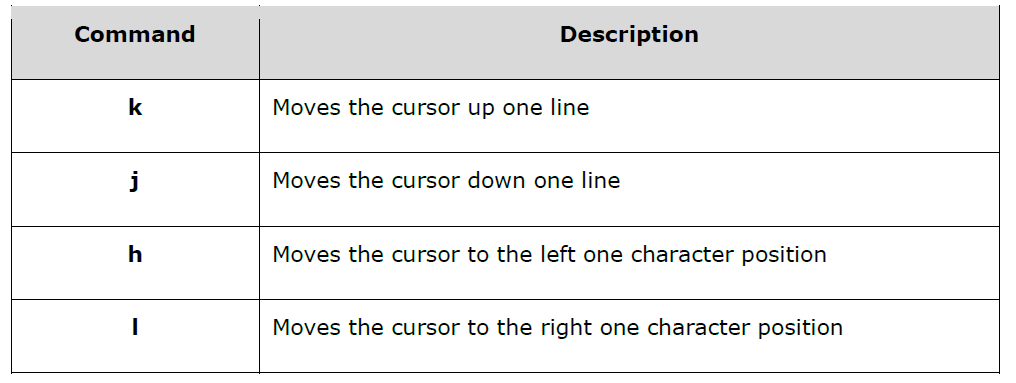 Command Description
k Moves the cursor up one line
j Moves the cursor down one line
h Moves the cursor to the left one character position
l Moves the cursor to the right one character position